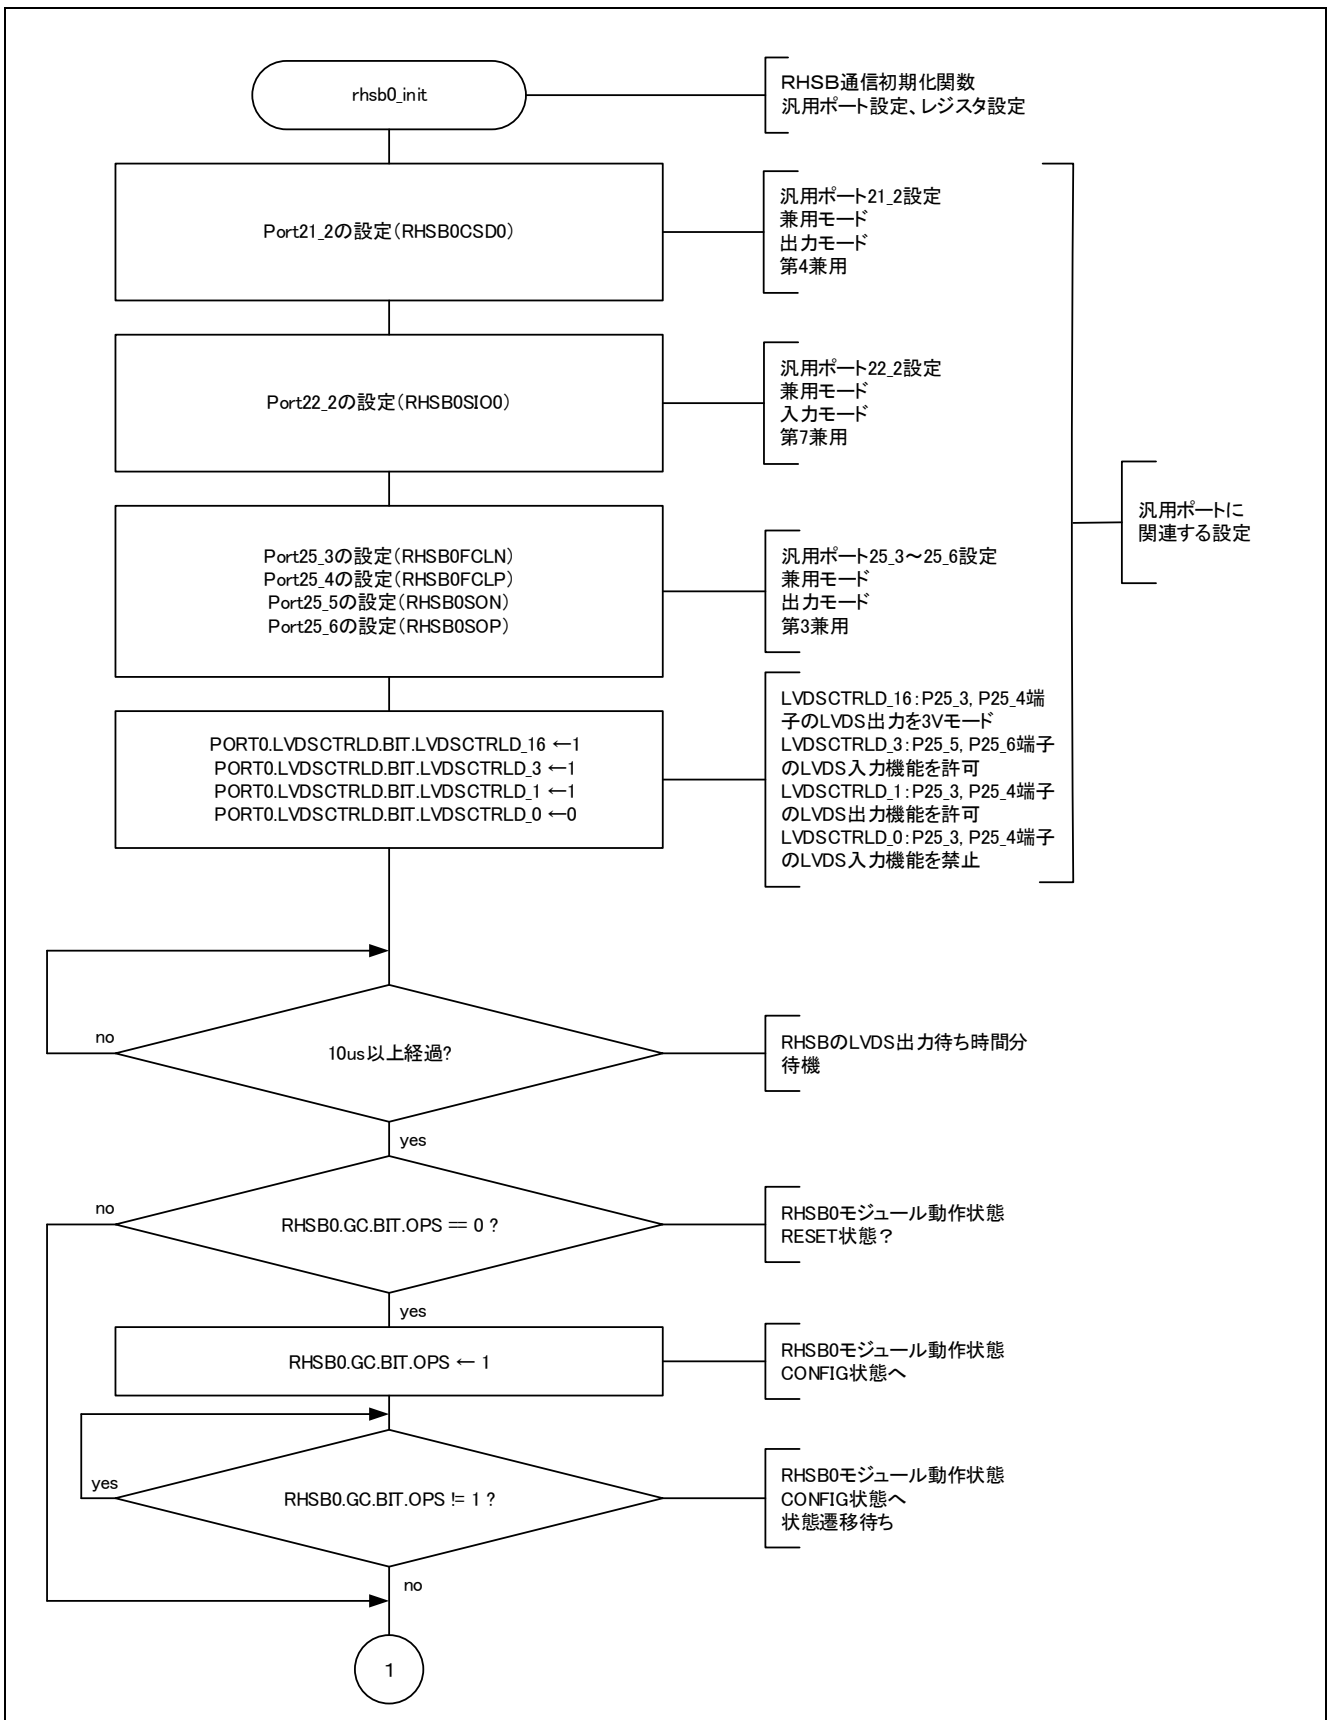 rhsb0_init
RHSB通信初期化関数
汎用ポート設定、レジスタ設定
Port21_2の設定(RHSB0CSD0)
汎用ポート21_2設定
兼用モード
出力モード
第4兼用
Port22_2の設定(RHSB0SIO0)
汎用ポート22_2設定
兼用モード
入力モード
第7兼用
汎用ポートに
関連する設定
Port25_3の設定(RHSB0FCLN)
Port25_4の設定(RHSB0FCLP)
Port25_5の設定(RHSB0SON)
Port25_6の設定(RHSB0SOP)
汎用ポート25_3～25_6設定
兼用モード
出力モード
第3兼用
PORT0.LVDSCTRLD.BIT.LVDSCTRLD_16 ←1
PORT0.LVDSCTRLD.BIT.LVDSCTRLD_3 ←1
PORT0.LVDSCTRLD.BIT.LVDSCTRLD_1 ←1
PORT0.LVDSCTRLD.BIT.LVDSCTRLD_0 ←0
LVDSCTRLD_16:P25_3, P25_4端
子のLVDS出力を3Vモード
LVDSCTRLD_3:P25_5, P25_6端子
のLVDS入力機能を許可
LVDSCTRLD_1:P25_3, P25_4端子
のLVDS出力機能を許可
LVDSCTRLD_0:P25_3, P25_4端子
のLVDS入力機能を禁止
no
10us以上経過?
RHSBのLVDS出力待ち時間分
待機
yes
no
RHSB0.GC.BIT.OPS == 0 ?
RHSB0モジュール動作状態
RESET状態？
yes
RHSB0.GC.BIT.OPS ← 1
RHSB0モジュール動作状態
CONFIG状態へ
yes
RHSB0.GC.BIT.OPS != 1 ?
RHSB0モジュール動作状態
CONFIG状態へ
状態遷移待ち
no
1